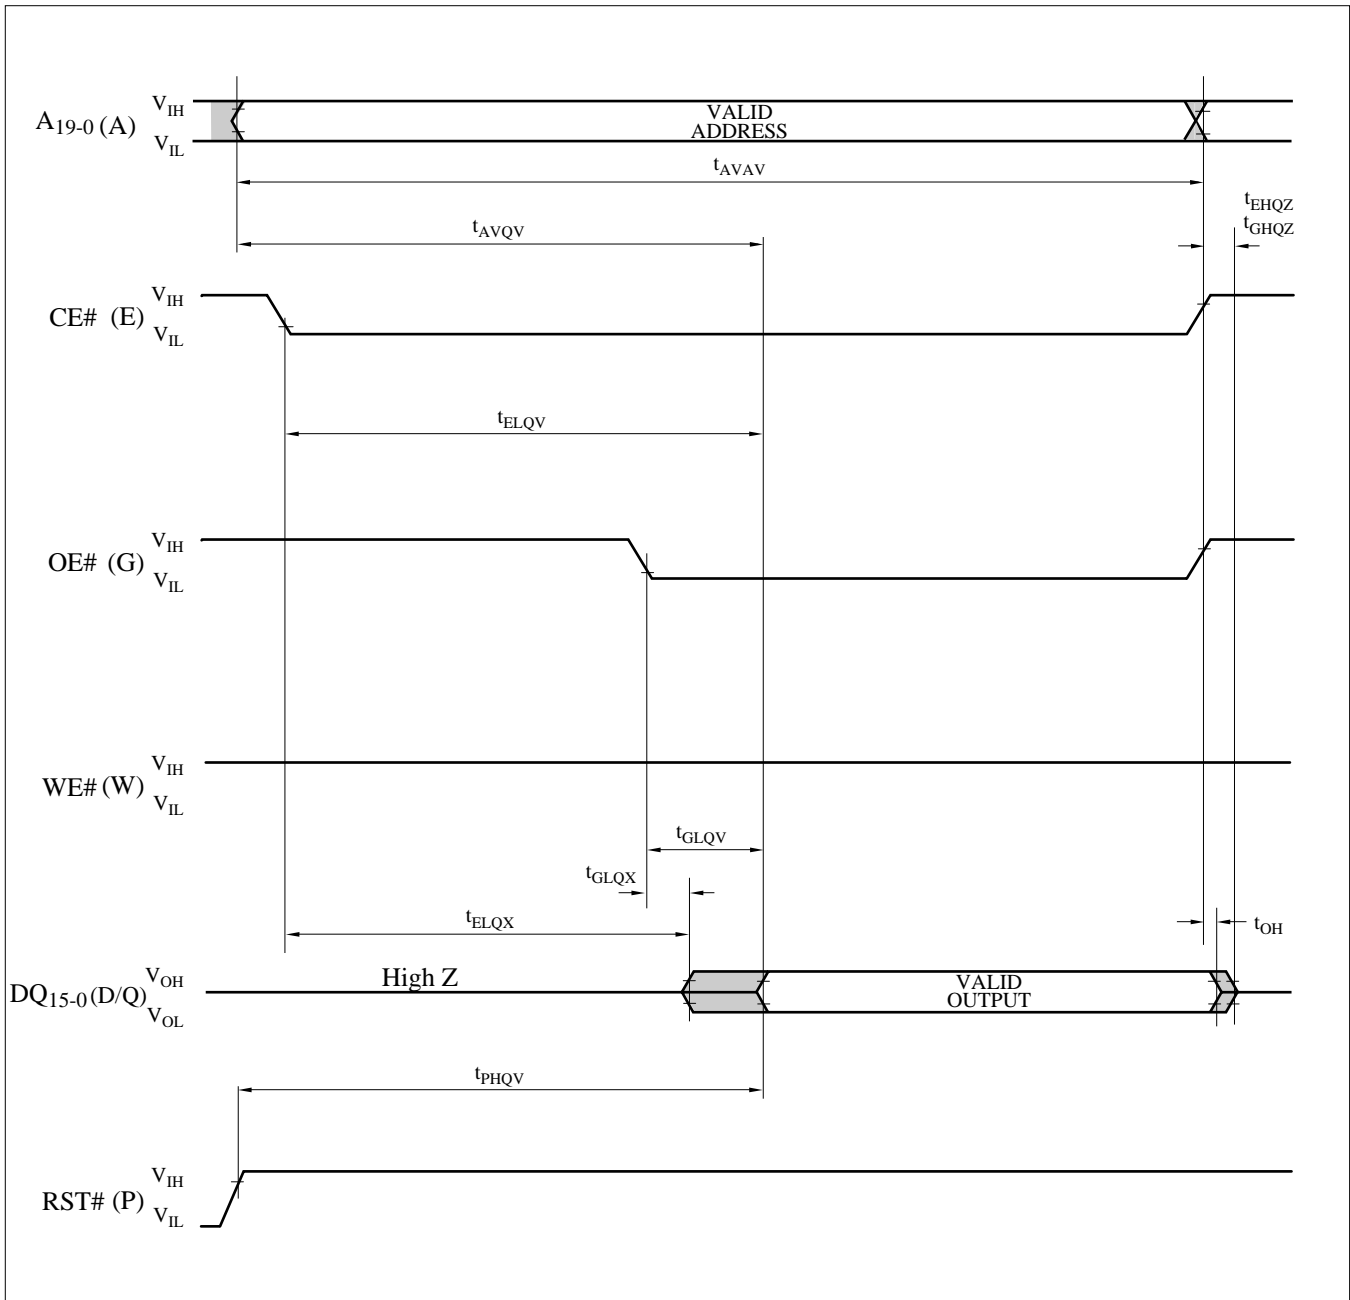 A19-0 (A)
VIH
VIL
VALID
ADDRESS
tAVAV
tEHQZ
tGHQZ
tAVQV
CE# (E)
VIH
VIL
tELQV
OE# (G)
VIH
VIL
WE# (W)
VIH
VIL
tGLQV
tGLQX
tELQX
tOH
DQ15-0 (D/Q)
VOH
VOL
High Z
VALID
OUTPUT
tPHQV
RST# (P)
VIH
VIL